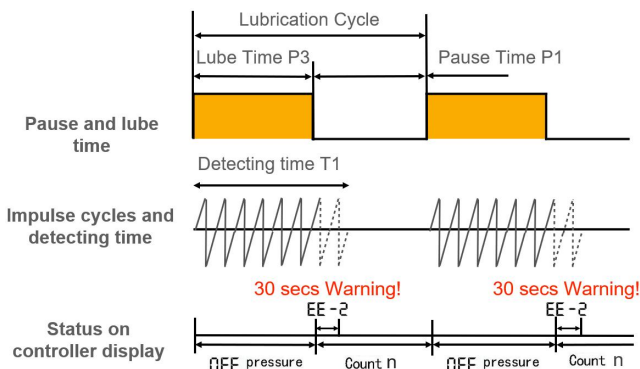 Lubrication Cycle
Lube Time P3
Pause Time P1
Pause and lube
time
Detecting time T1
Impulse cycles and
detecting time
30 secs Warning!
30 secs Warning!
EE-2
EE-2
Status on
controller display
OFF pressure
Count n
OFF pressure
Count n